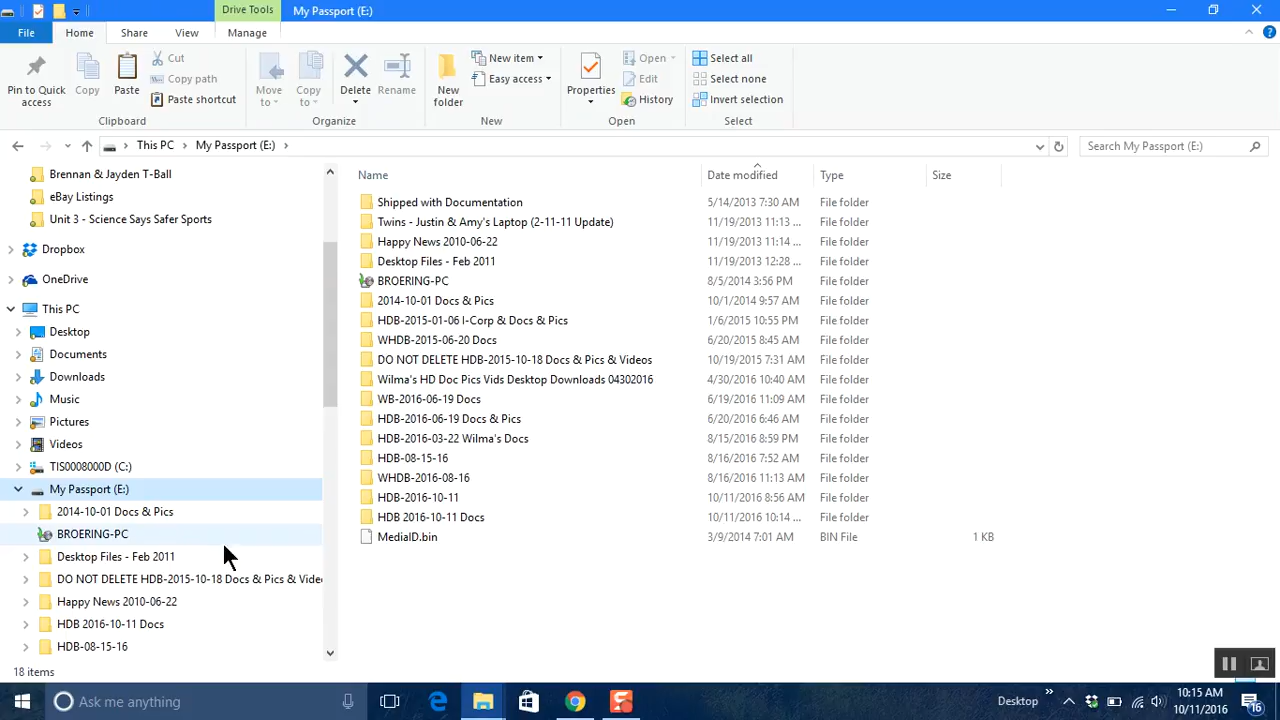 Drive Tools My Passport (E:)
File Home Share View Manage
Pin to Quick access
Copy
Paste
Cut
Copy path
Paste shortcut
Clipboard
Move to
Copy to
Delete
Rename
Organize
New folder
New item
Easy access
New
Properties
Open
Edit
History
Open
Select all
Select none
Invert selection
Select
This PC > My Passport (E:) >
Search My Passport (E:)
Brennan & Jayden T-Ball
eBay Listings
Unit 3 - Science Says Safer Sports
Dropbox
OneDrive
This PC
Desktop
Documents
Downloads
Music
Pictures
Videos
TIS0008000D (C:)
My Passport (E:)
2014-10-01 Docs & Pics
BROERING-PC
Desktop Files - Feb 2011
DO NOT DELETE HDB-2015-10-18 Docs & Pics & Vide
Happy News 2010-06-22
HDB 2016-10-11 Docs
HDB-08-15-16
Name Date modified Type Size
Shipped with Documentation 5/14/2013 7:30 AM File folder
Twins - Justin & Amy's Laptop (2-11-11 Update) 11/19/2013 11:13 ... File folder
Happy News 2010-06-22 11/19/2013 11:14 ... File folder
Desktop Files - Feb 2011 11/19/2013 12:28 ... File folder
BROERING-PC 8/5/2014 3:56 PM File folder
2014-10-01 Docs & Pics 10/1/2014 9:57 AM File folder
HDB-2015-01-06 I-Corp & Docs & Pics 1/6/2015 10:55 PM File folder
WHDB-2015-06-20 Docs 6/20/2015 8:45 AM File folder
DO NOT DELETE HDB-2015-10-18 Docs & Pics & Videos 10/19/2015 7:31 AM File folder
Wilma's HD Doc Pics Vids Desktop Downloads 04302016 4/30/2016 10:40 AM File folder
WB-2016-06-19 Docs 6/19/2016 11:09 AM File folder
HDB-2016-06-19 Docs & Pics 6/20/2016 6:46 AM File folder
HDB-2016-03-22 Wilma's Docs 8/15/2016 8:59 PM File folder
HDB-08-15-16 8/16/2016 7:52 AM File folder
WHDB-2016-08-16 8/16/2016 11:13 AM File folder
HDB-2016-10-11 10/11/2016 8:56 AM File folder
HDB 2016-10-11 Docs 10/11/2016 10:14 ... File folder
MediaID.bin 3/9/2014 7:01 AM BIN File 1 KB
18 items
Ask me anything
Desktop
10:15 AM
10/11/2016
16